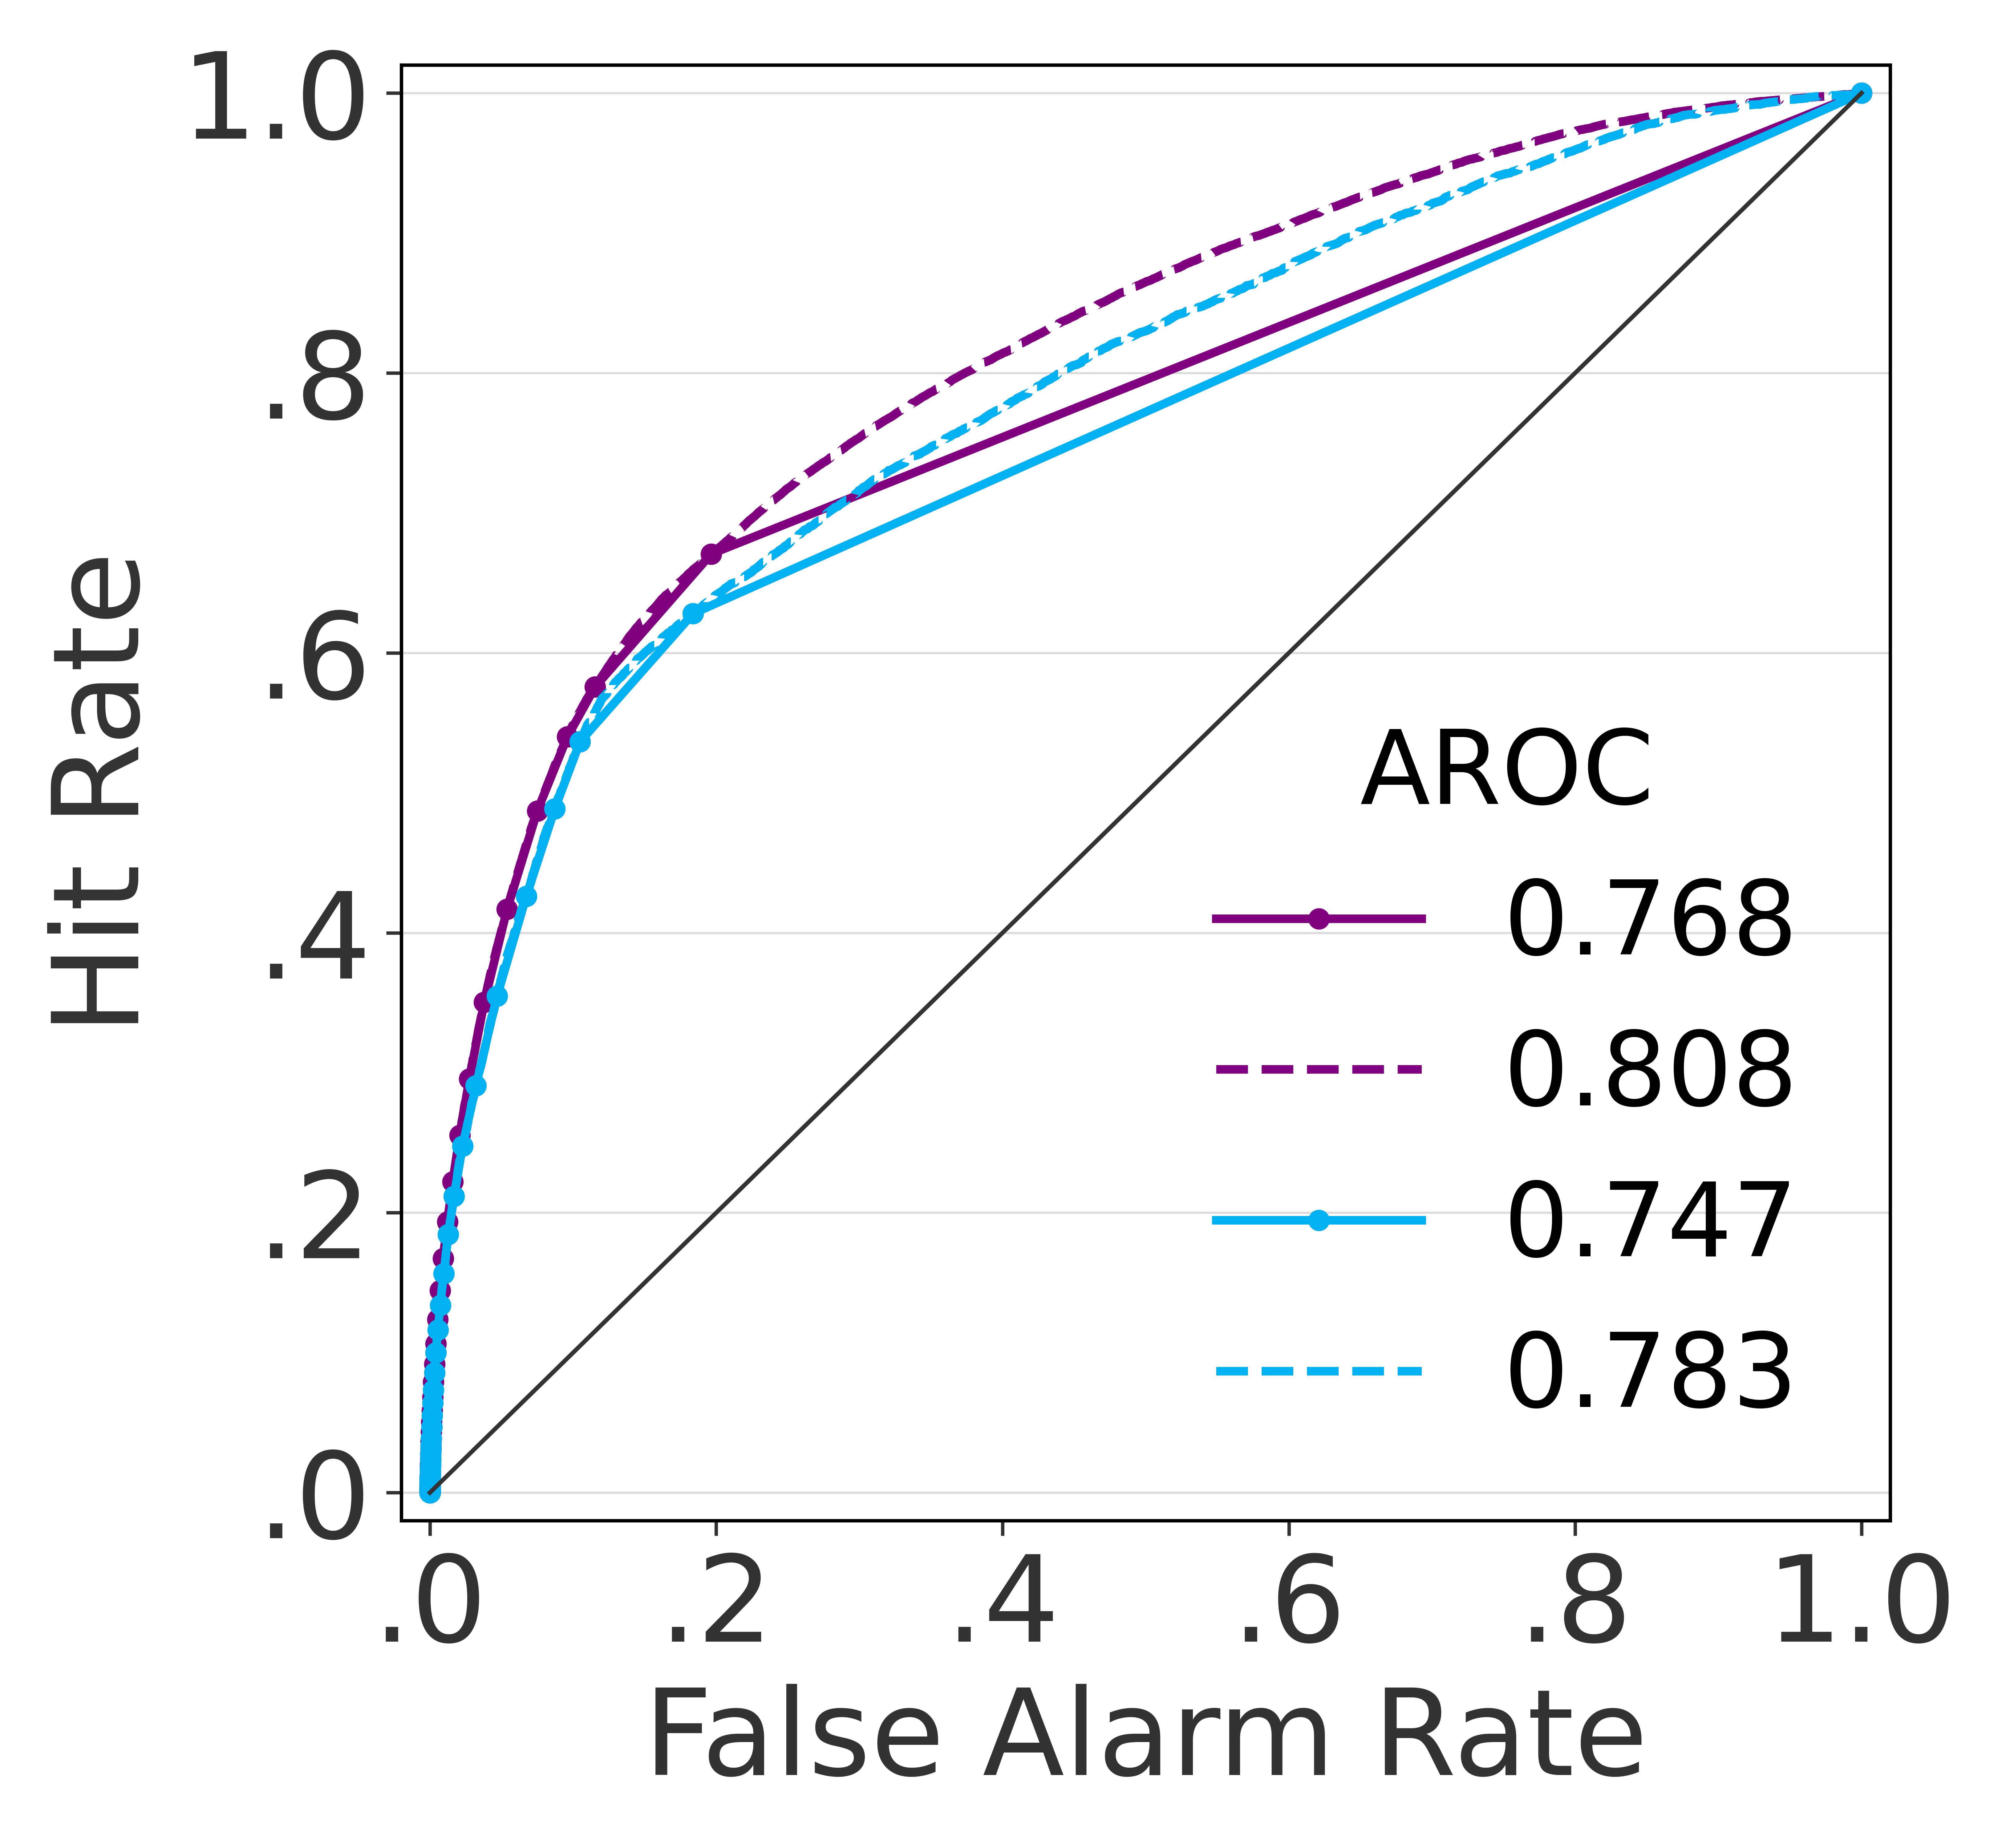 1.0
.8
.6
.4
.2
.0
Hit Rate
AROC
0.768
0.808
0.747
0.783
.0 .2 .4 .6 .8 1.0
False Alarm Rate